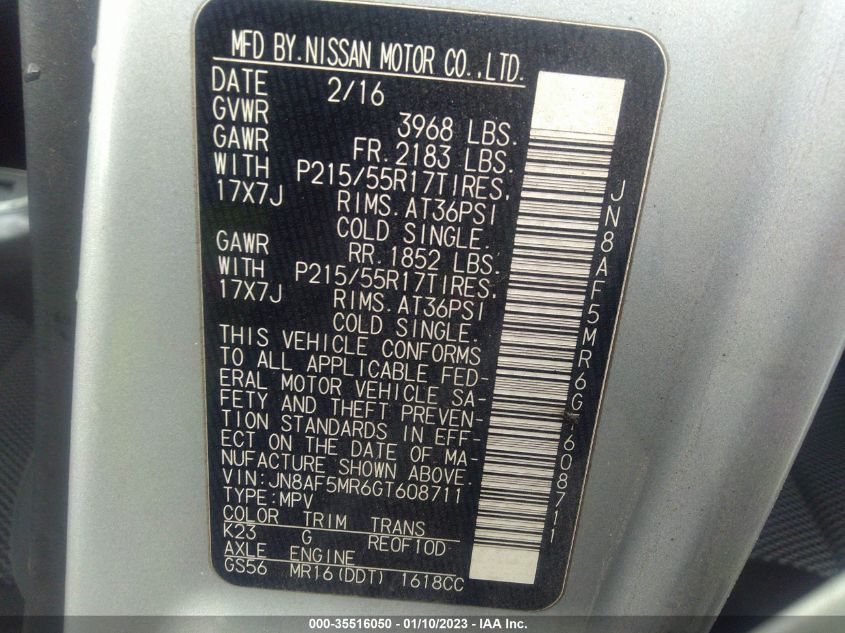 MFD BY. NISSAN MOTOR CO., LTD.
DATE 2/16
GVWR 3968 LBS.
GAWR FR. 2183 LBS.
WITH P215/55R17TIRES,
17X7J RIMS. AT36PSI
COLD SINGLE.
GAWR RR. 1852 LBS.
WITH P215/55R17TIRES,
17X7J RIMS. AT36PSI
COLD SINGLE.
THIS VEHICLE CONFORMS
TO ALL APPLICABLE FED-
ERAL MOTOR VEHICLE SA-
FETY AND THEFT PREVEN-
TION STANDARDS IN EFF-
ECT ON THE DATE OF MA-
NUFACTURE SHOWN ABOVE.
VIN:JN8AF5MR6GT608711
TYPE:MPV
COLOR TRIM TRANS
K23 G RE0F10D
AXLE ENGINE
GS56 MR16(DDT) 1618CC
JN8AF5MR6GT608711
000-35516050 - 01/10/2023 - IAA Inc.